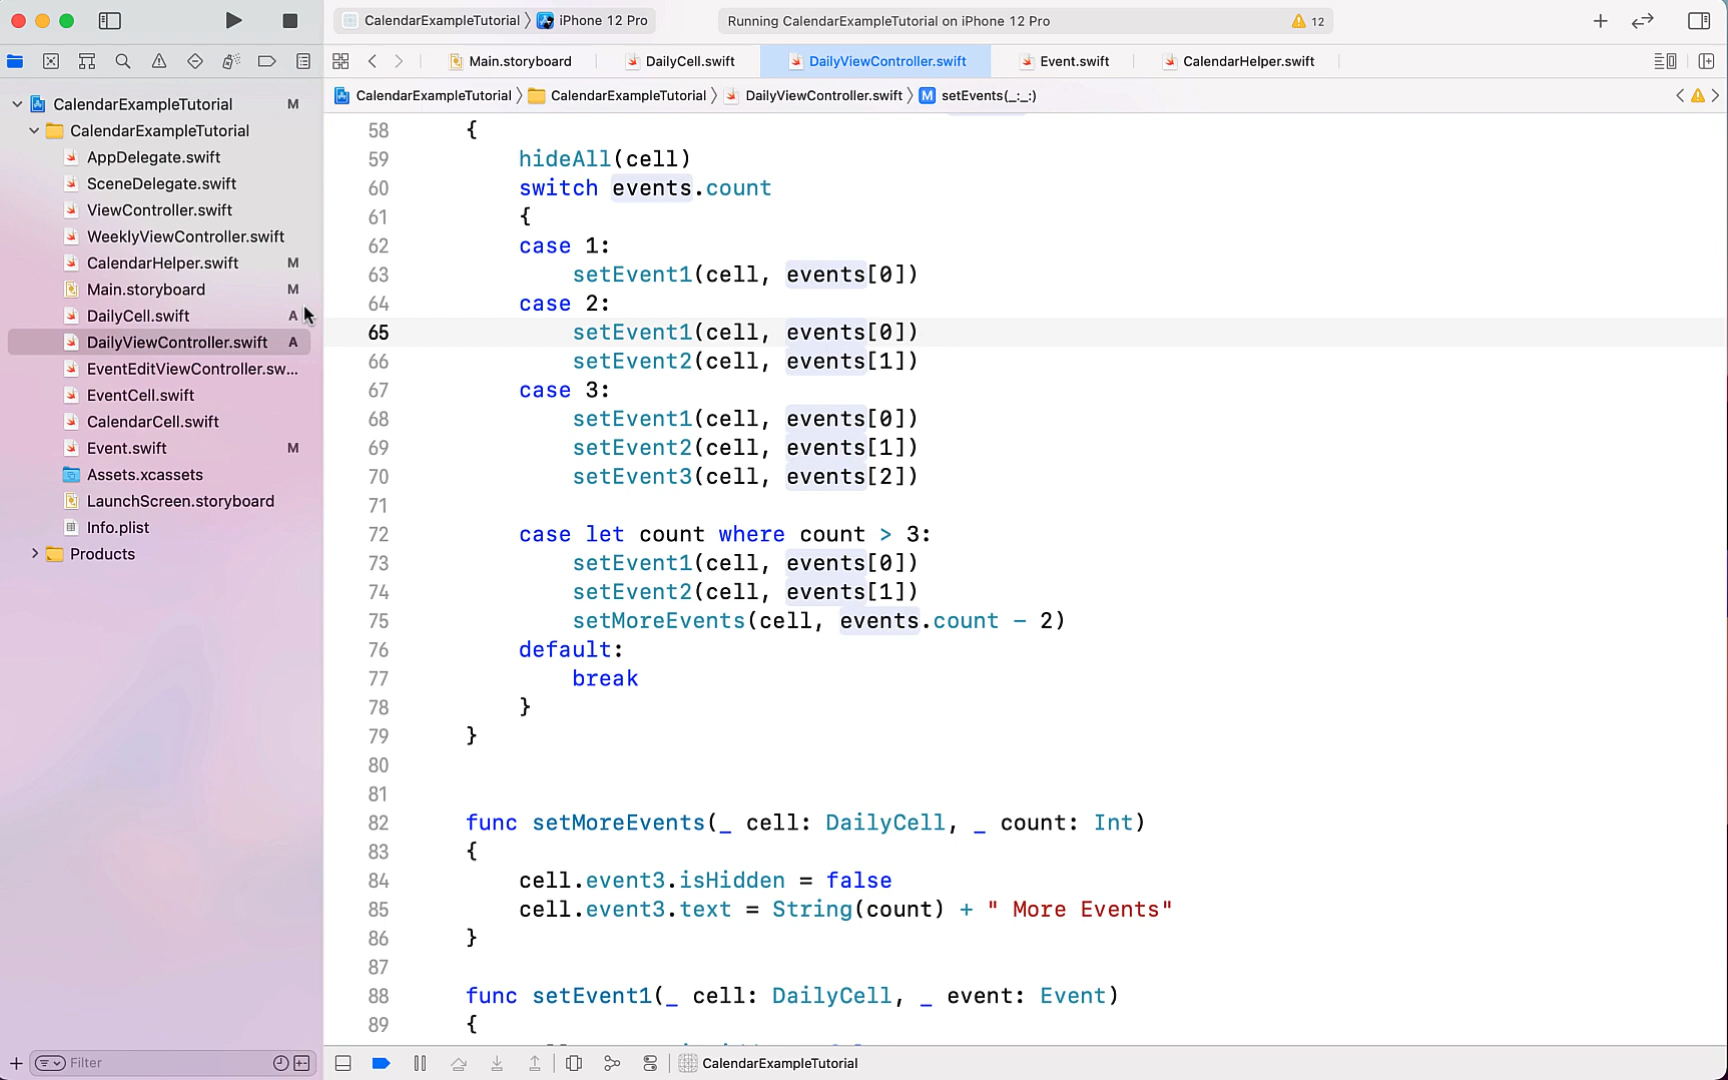 CalendarExampleTutorial 〉 iPhone 12 Pro
Running CalendarExampleTutorial on iPhone 12 Pro
12
Main.storyboard
DailyCell.swift
DailyViewController.swift
Event.swift
CalendarHelper.swift
CalendarExampleTutorial 〉 CalendarExampleTutorial 〉 DailyViewController.swift 〉 M setEvents(_:_:)
CalendarExampleTutorial M
CalendarExampleTutorial
AppDelegate.swift
SceneDelegate.swift
ViewController.swift
WeeklyViewController.swift
CalendarHelper.swift M
Main.storyboard M
DailyCell.swift A
DailyViewController.swift A
EventEditViewController.sw...
EventCell.swift
CalendarCell.swift
Event.swift M
Assets.xcassets
LaunchScreen.storyboard
Info.plist
Products
58 {
59 hideAll(cell)
60 switch events.count
61 {
62 case 1:
63 setEvent1(cell, events[0])
64 case 2:
65 setEvent1(cell, events[0])
66 setEvent2(cell, events[1])
67 case 3:
68 setEvent1(cell, events[0])
69 setEvent2(cell, events[1])
70 setEvent3(cell, events[2])
71
72 case let count where count > 3:
73 setEvent1(cell, events[0])
74 setEvent2(cell, events[1])
75 setMoreEvents(cell, events.count - 2)
76 default:
77 break
78 }
79 }
80
81
82 func setMoreEvents(_ cell: DailyCell, _ count: Int)
83 {
84 cell.event3.isHidden = false
85 cell.event3.text = String(count) + " More Events"
86 }
87
88 func setEvent1(_ cell: DailyCell, _ event: Event)
89 {
Filter
CalendarExampleTutorial